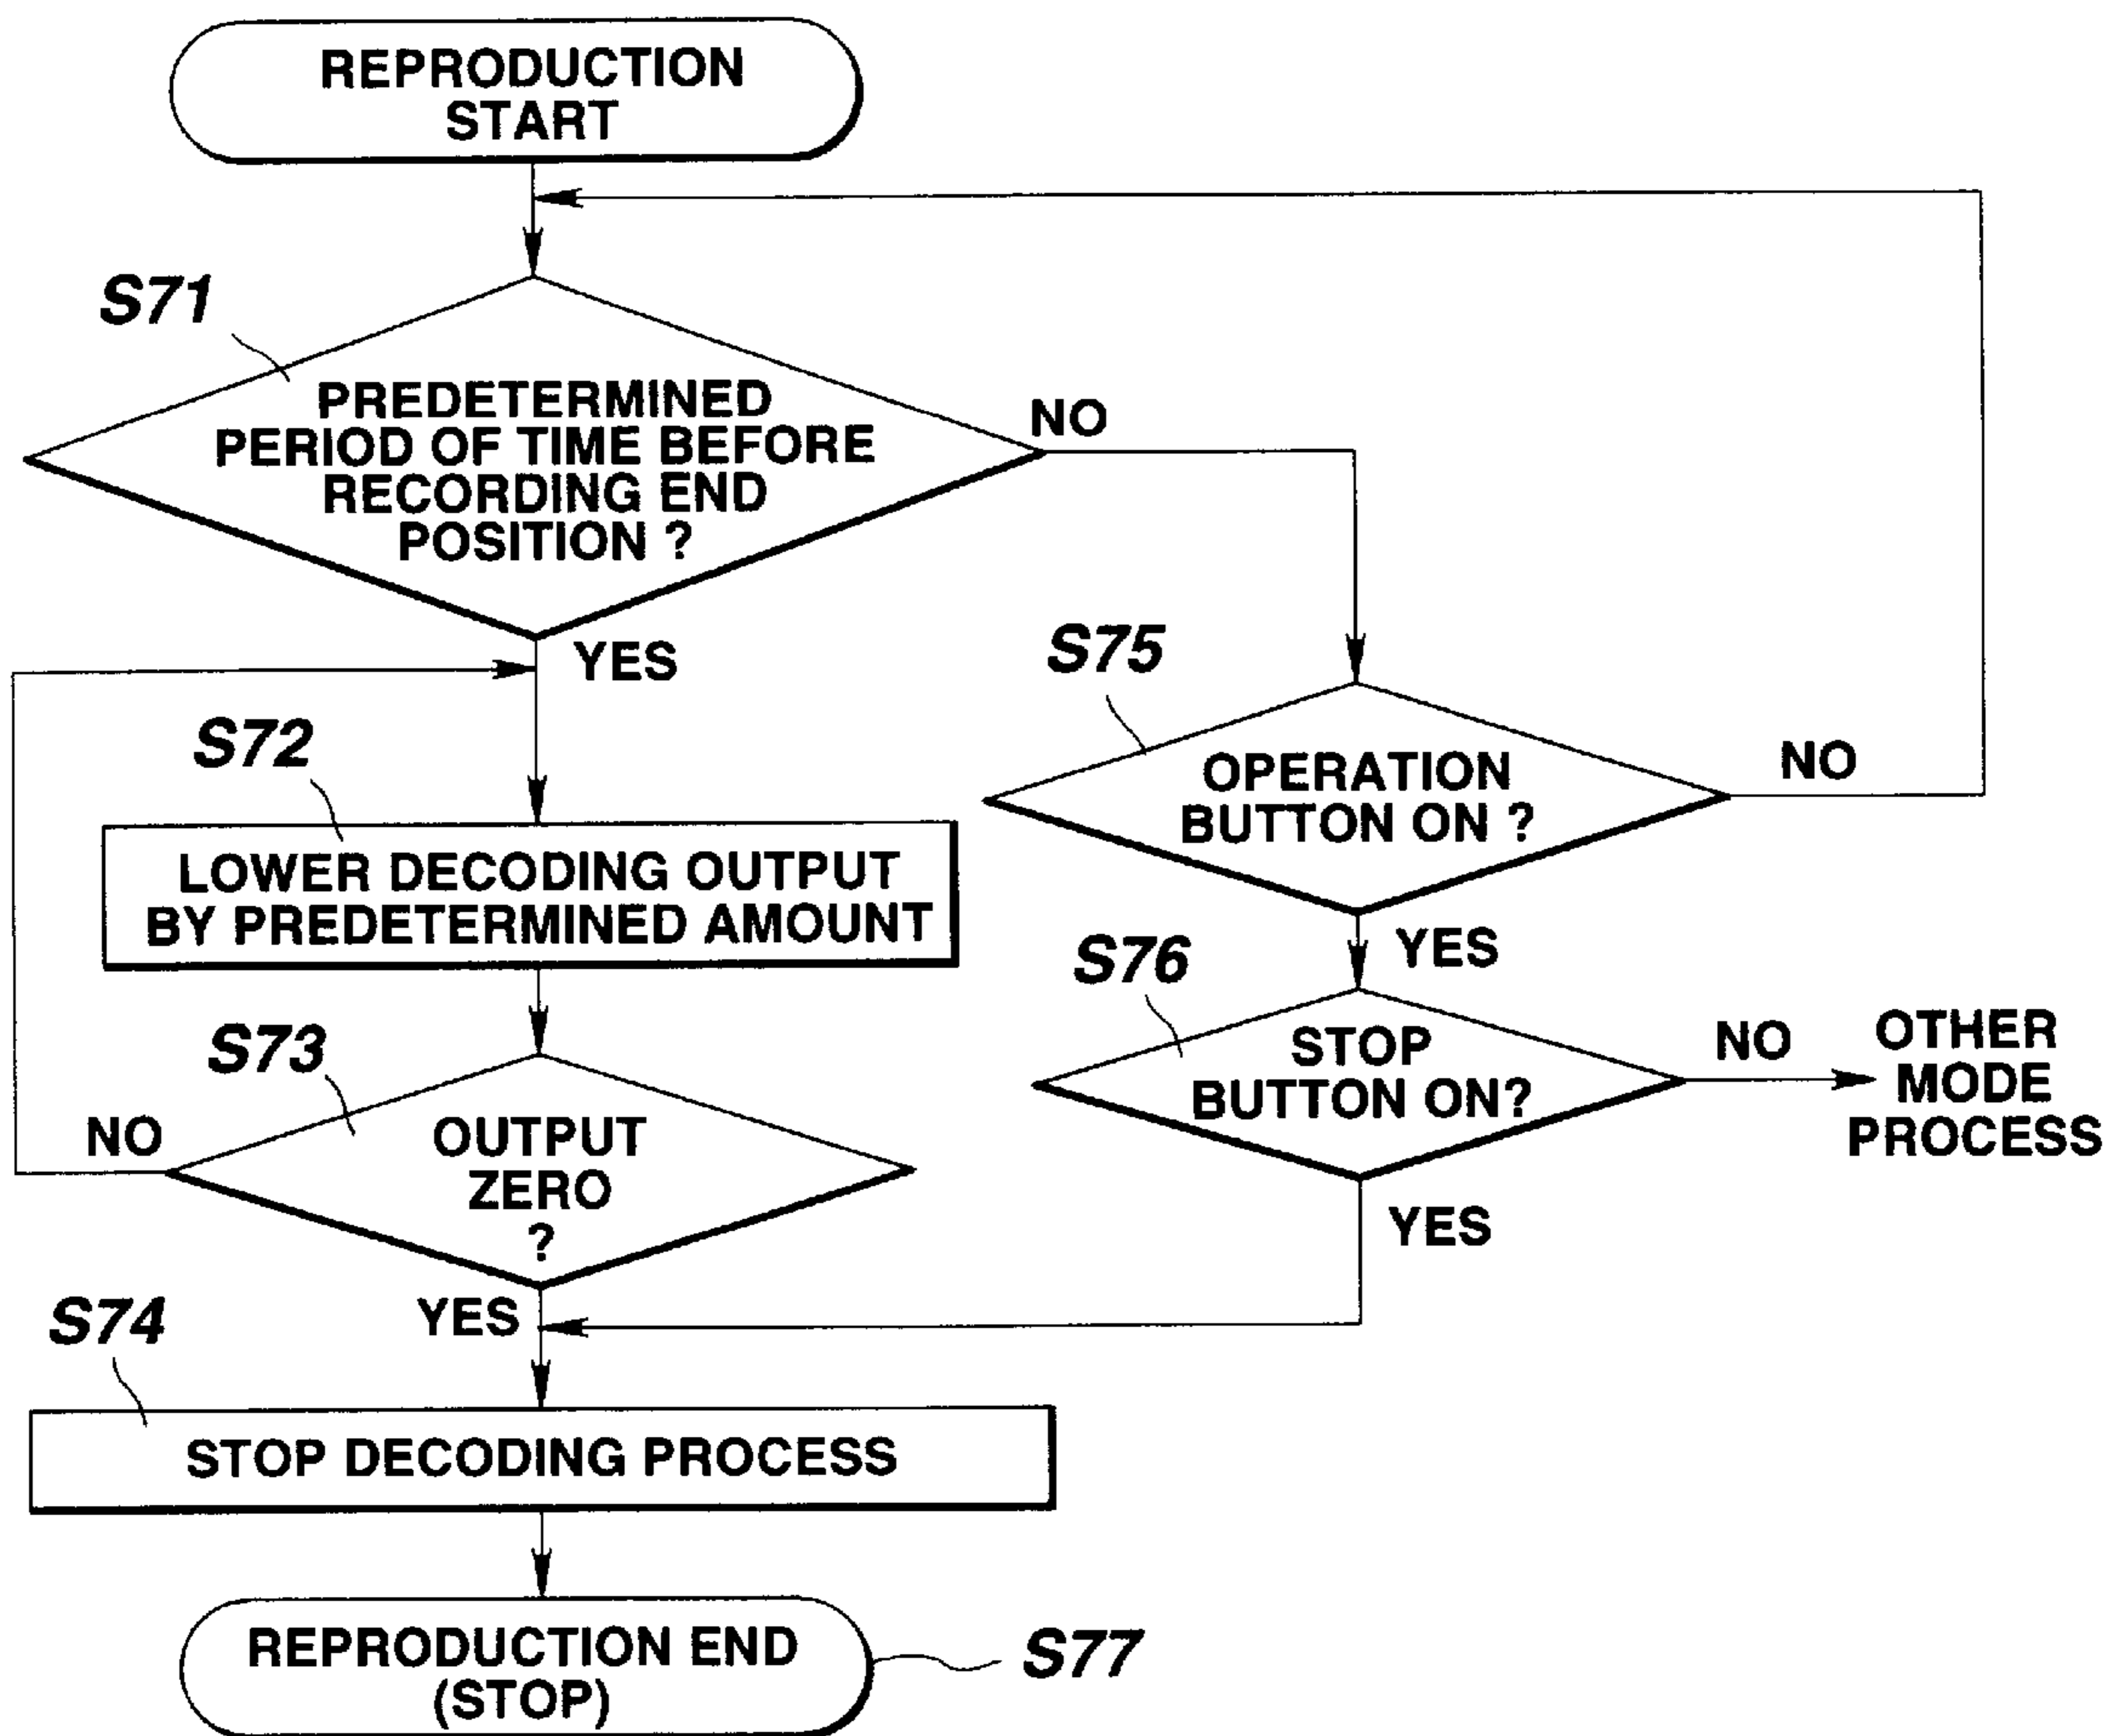 REPRODUCTION
START
S71
PREDETERMINED
PERIOD OF TIME BEFORE
RECORDING END
POSITION ?
NO
YES
S72
LOWER DECODING OUTPUT
BY PREDETERMINED AMOUNT
S73
OUTPUT
ZERO
?
NO
YES
S75
OPERATION
BUTTON ON ?
NO
YES
S76
STOP
BUTTON ON?
NO
OTHER
MODE
PROCESS
YES
S74
STOP DECODING PROCESS
REPRODUCTION END
(STOP)
S77